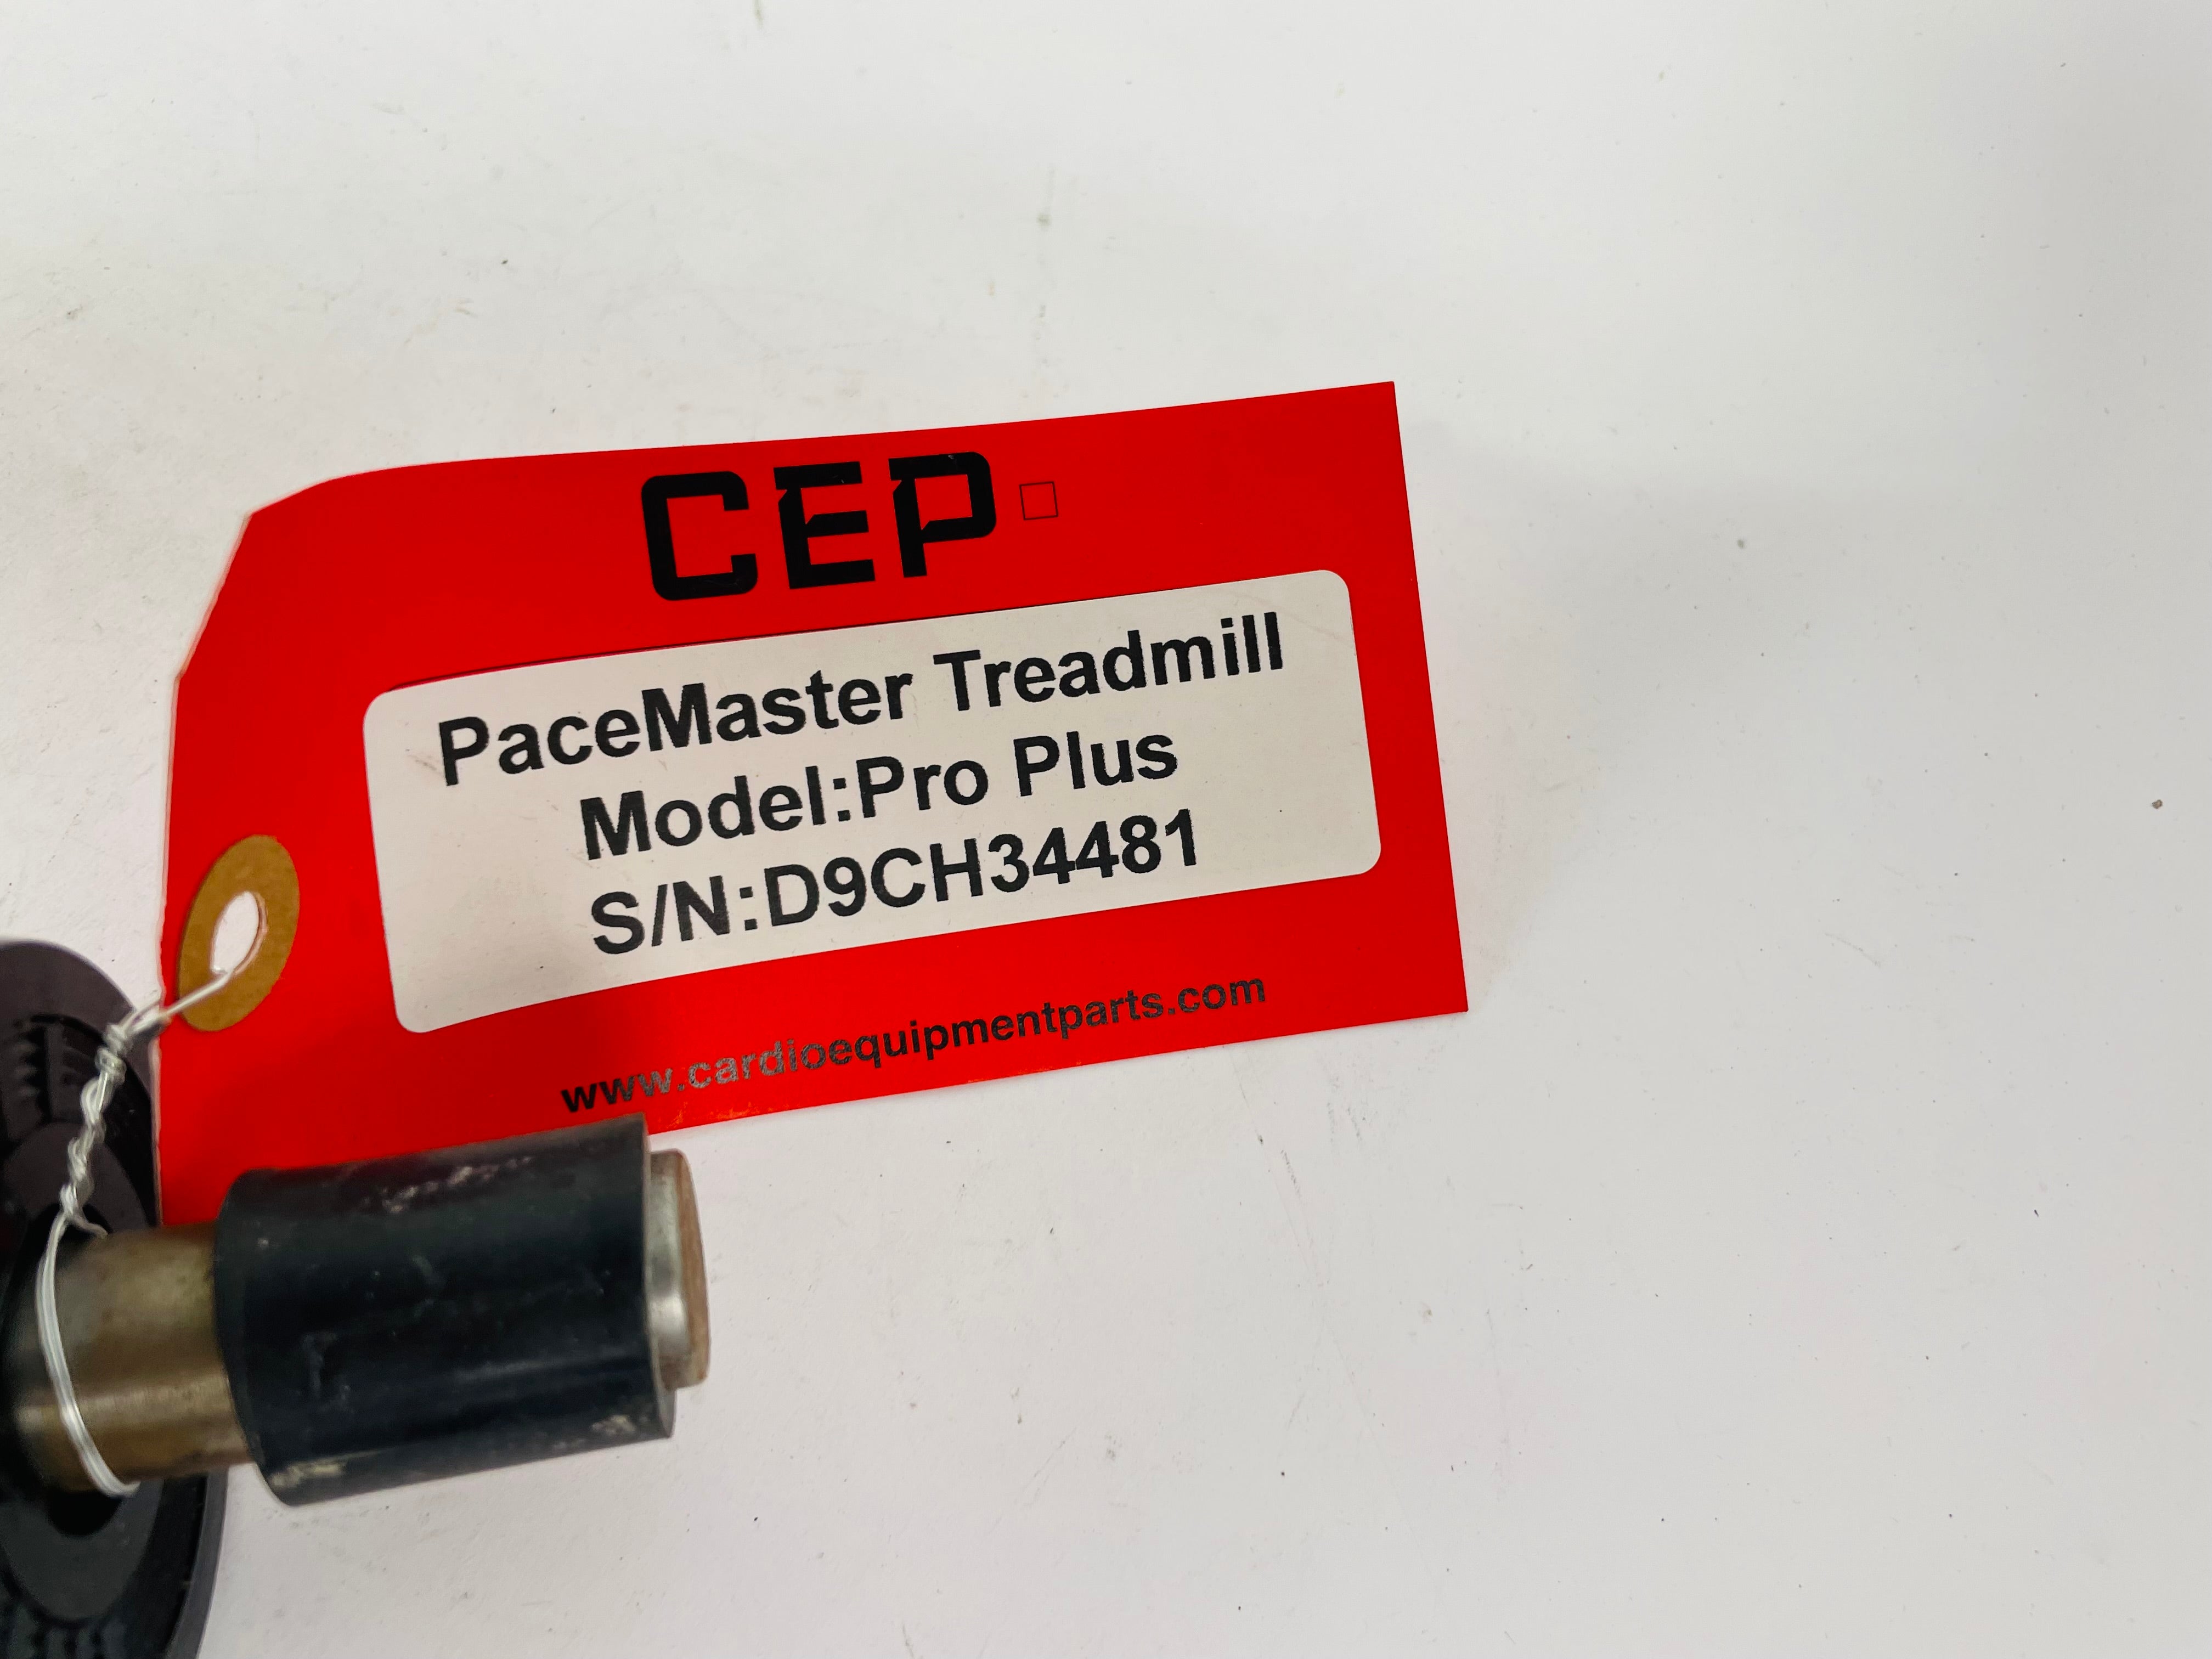 CEP
PaceMaster Treadmill
Model:Pro Plus
S/N:D9CH34481
www.cardioequipmentparts.com